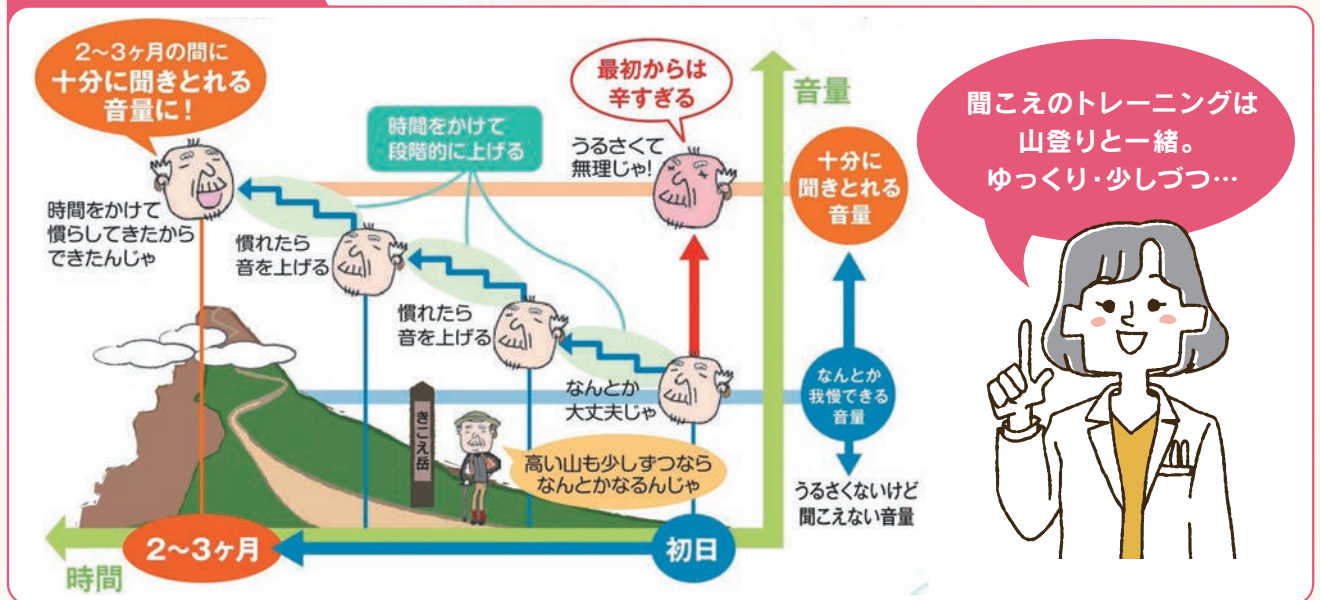 2〜3ヶ月の間に
十分に聞きとれる
音量に!
時間をかけて
慣らしてきたから
できたんじゃ
時間をかけて
段階的に上げる
最初からは
辛すぎる
うるさくて
無理じゃ!
慣れたら
音を上げる
慣れたら
音を上げる
なんとか
大丈夫じゃ
音量
十分に
聞きとれる
音量
なんとか
我慢できる
音量
うるさくないけど
聞こえない音量
きこえ岳
高い山も少しずつなら
なんとかなるんじゃ
2〜3ヶ月
初日
時間
聞こえのトレーニングは
山登りと一緒。
ゆっくり・少しづつ…